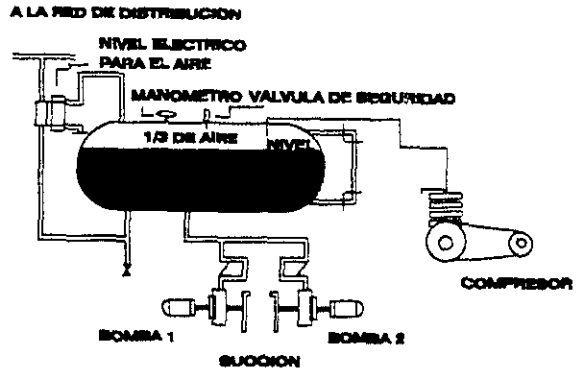 A LA RED DE DISTRIBUCION
NIVEL ELECTRICO
PARA EL AIRE
MANOMETRO VALVULA DE SEGURIDAD
1/3 DE AIRE
NIVEL
COMPRESOR
BOMBA 1
BOMBA 2
SUCCION